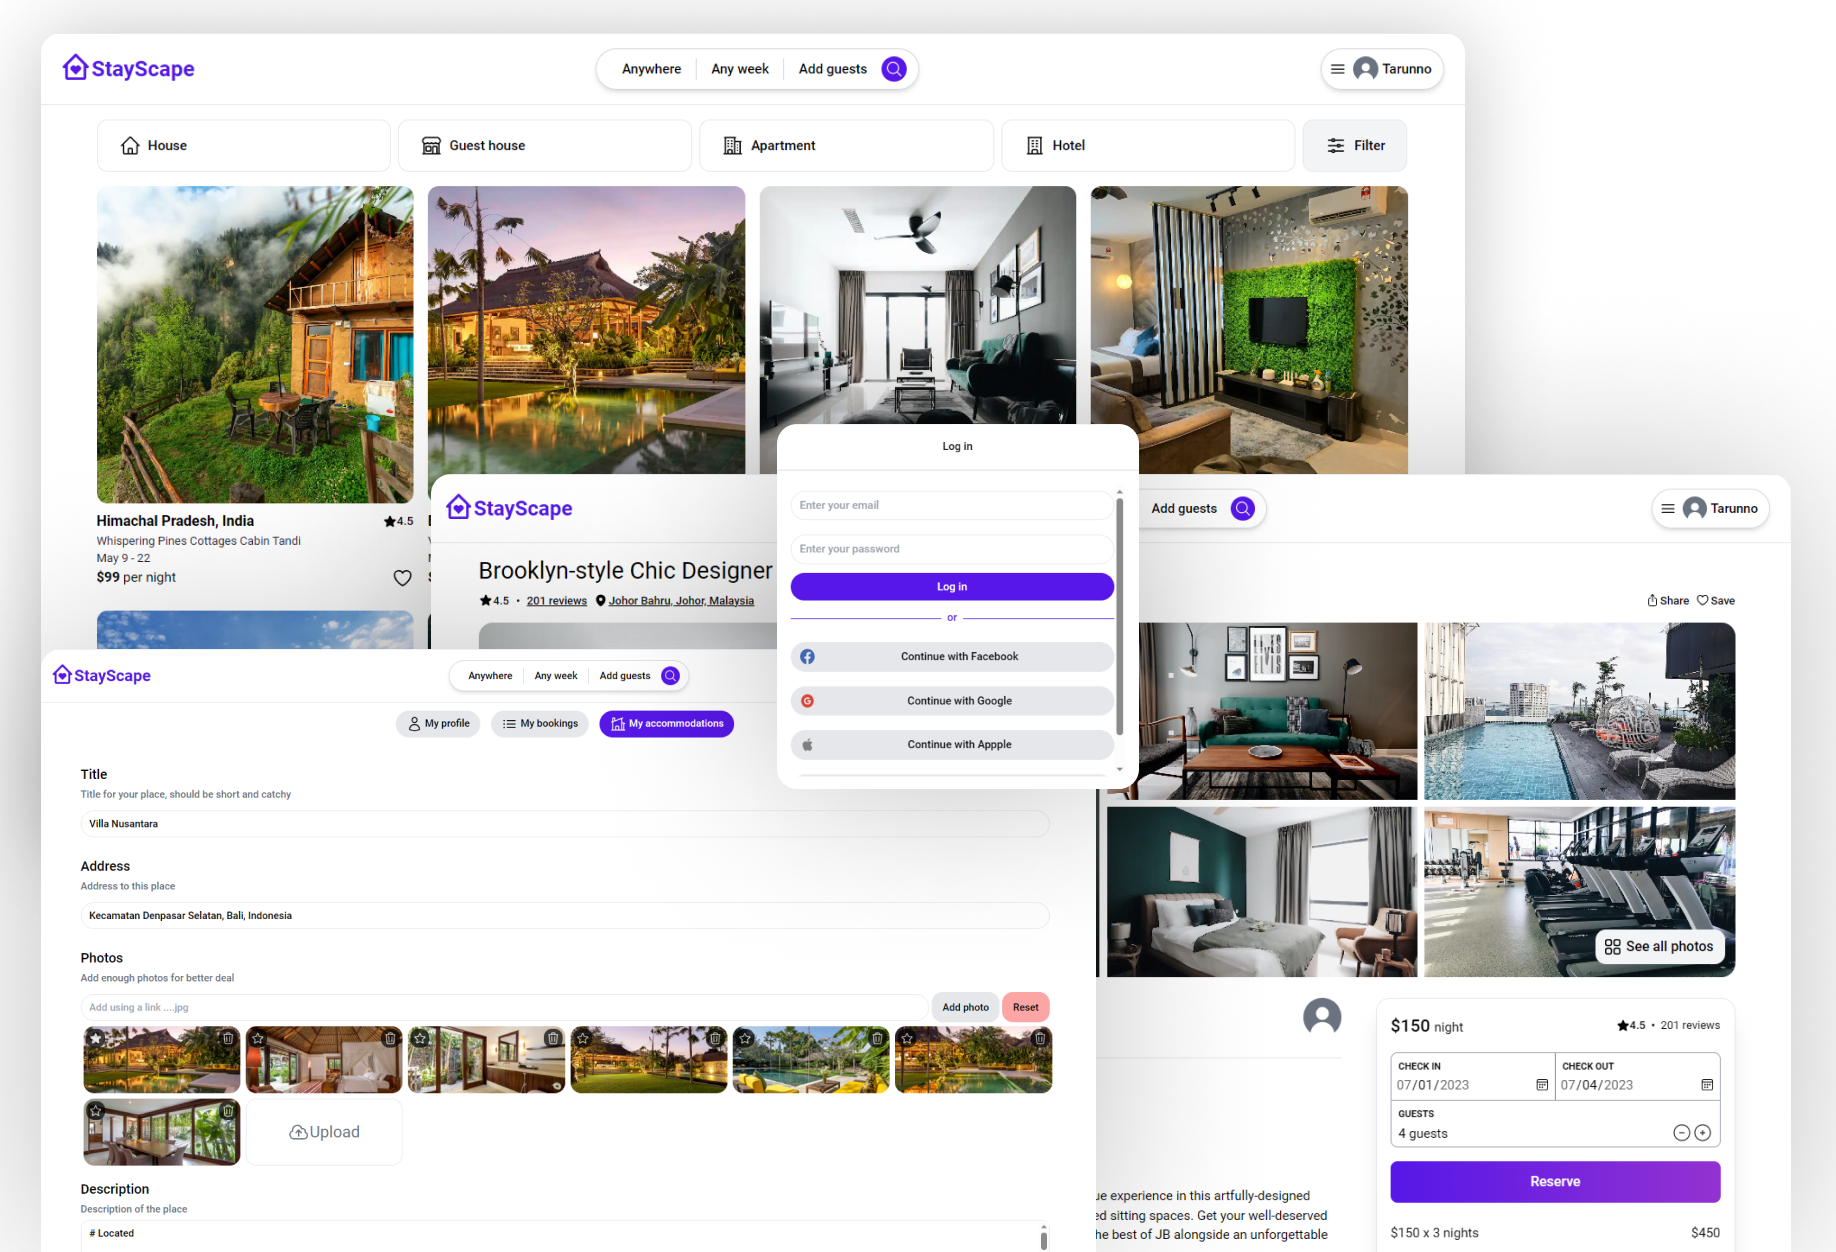 StayScape
Anywhere Any week Add guests
Tarunno
House Guest house Apartment Hotel Filter
Himachal Pradesh, India 4.5
Whispering Pines Cottages Cabin Tandi
May 9 - 22
$99 per night
StayScape
Add guests
Tarunno
Brooklyn-style Chic Designer
4.5 · 201 reviews Johor Bahru, Johor, Malaysia
Share Save
See all photos
$150 night 4.5 · 201 reviews
CHECK IN CHECK OUT
07/01/2023 07/04/2023
GUESTS
4 guests
Reserve
$150 x 3 nights $450
experience in this artfully-designed
sitting spaces. Get your well-deserved
best of JB alongside an unforgettable
Log in
Enter your email
Enter your password
Log in
or
Continue with Facebook
Continue with Google
Continue with Appple
StayScape
Anywhere Any week Add guests
My profile My bookings My accommodations
Title
Title for your place, should be short and catchy
Villa Nusantara
Address
Address to this place
Kecamatan Denpasar Selatan, Bali, Indonesia
Photos
Add enough photos for better deal
Add using a link ....jpg
Add photo Reset
Upload
Description
Description of the place
# Located